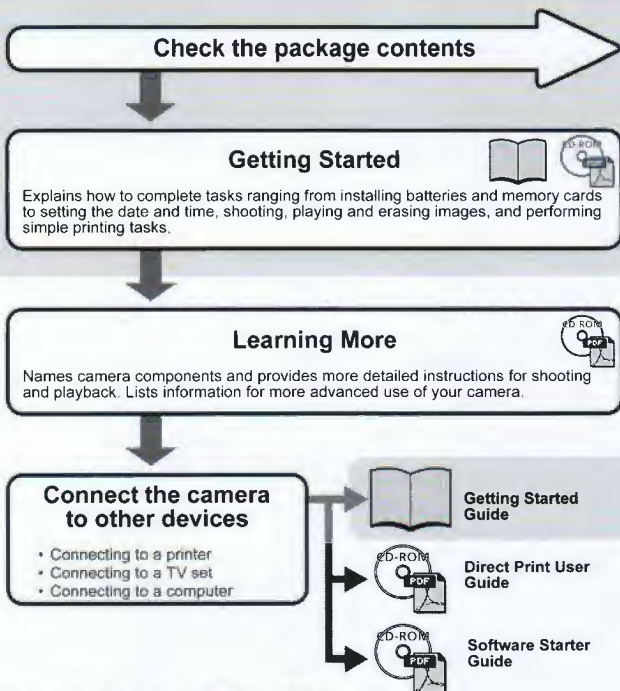 Check the package contents
Getting Started
CD-ROM
Explains how to complete tasks ranging from installing batteries and memory cards
to setting the date and time, shooting, playing and erasing images, and performing
simple printing tasks.
Learning More
CD-ROM
PDF
Names camera components and provides more detailed instructions for shooting
and playback. Lists information for more advanced use of your camera.
Connect the camera
to other devices
• Connecting to a printer
• Connecting to a TV set
• Connecting to a computer
Getting Started
Guide
CD-ROM
PDF
Direct Print User
Guide
CD-ROM
PDF
Software Starter
Guide